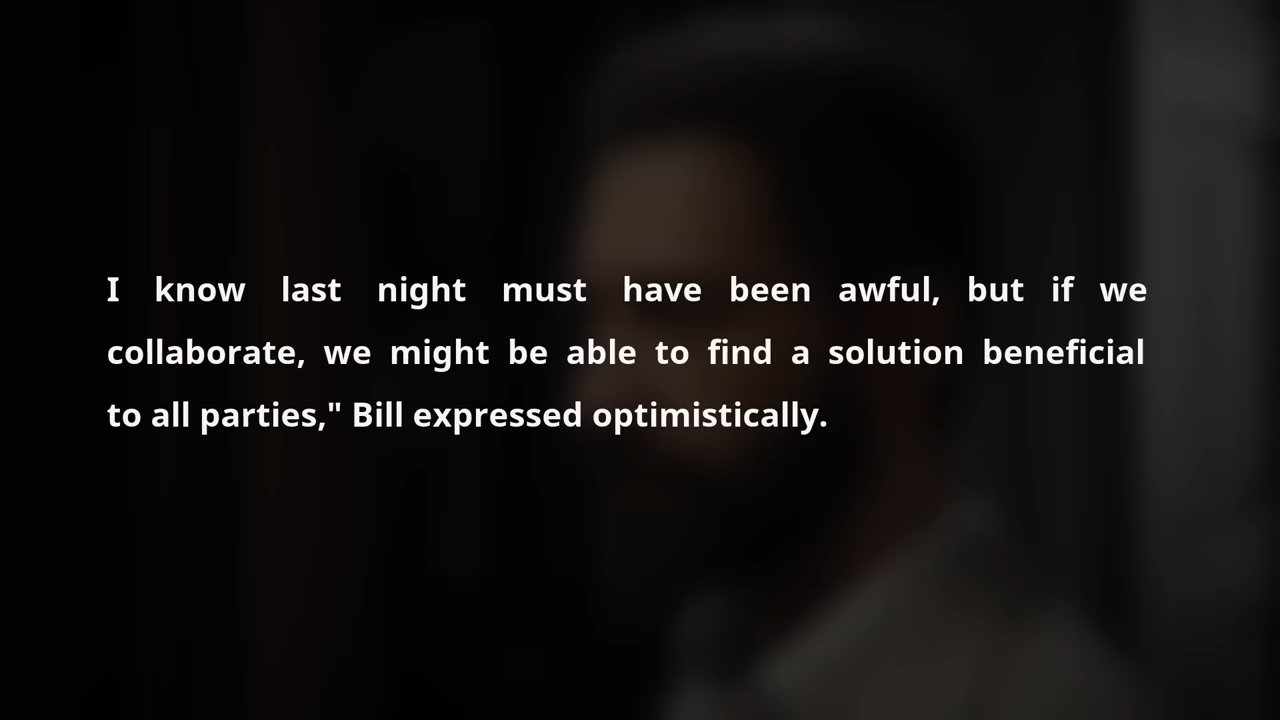 I know last night must have been awful, but if we
collaborate, we might be able to find a solution beneficial
to all parties," Bill expressed optimistically.